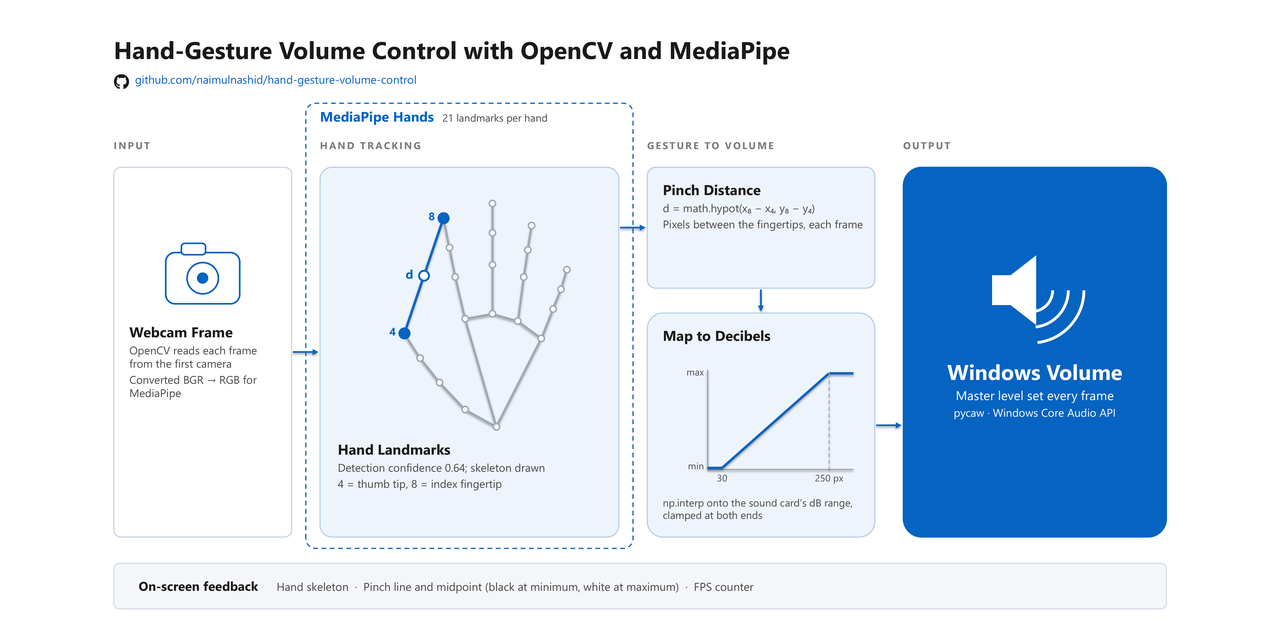 Hand-Gesture Volume Control with OpenCV and MediaPipe
github.com/naimulnashid/hand-gesture-volume-control
MediaPipe Hands 21 landmarks per hand
INPUT
HAND TRACKING
GESTURE TO VOLUME
OUTPUT
Webcam Frame
OpenCV reads each frame
from the first camera
Converted BGR → RGB for
MediaPipe
8
d
4
Hand Landmarks
Detection confidence 0.64; skeleton drawn
4 = thumb tip, 8 = index fingertip
Pinch Distance
d = math.hypot(x₈ − x₄, y₈ − y₄)
Pixels between the fingertips, each frame
Map to Decibels
max
min
30
250 px
np.interp onto the sound card's dB range,
clamped at both ends
Windows Volume
Master level set every frame
pycaw · Windows Core Audio API
On-screen feedback Hand skeleton · Pinch line and midpoint (black at minimum, white at maximum) · FPS counter